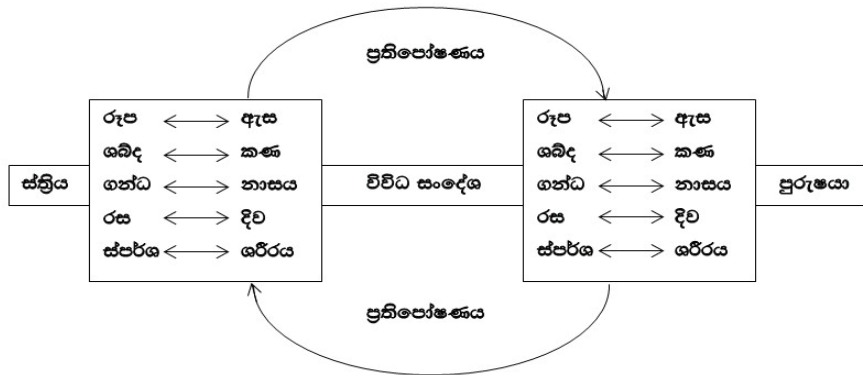 ප්‍රතිපෝෂණය
රූප ඇස රූප ඇස
ශබ්ද කණ ශබ්ද කණ
ස්ත්‍රිය ගන්ධ නාසය විවිධ සංදේශ ගන්ධ නාසය පුරුෂයා
රස දිව රස දිව
ස්පර්ශ ශරීරය ස්පර්ශ ශරීරය
ප්‍රතිපෝෂණය